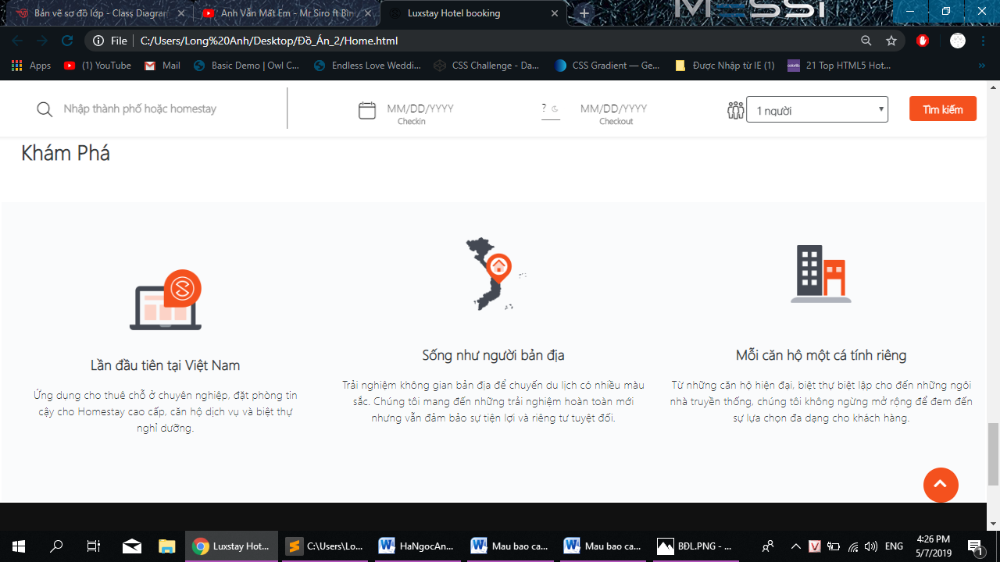 MESSI
Bản vẽ sơ đồ lớp - Class Diagram
Anh Vẫn Mất Em - Mr Siro ft Bin
Luxstay Hotel booking
File
C:/Users/Long%20Anh/Desktop/Đồ_Án_2/Home.html
Apps
(1) YouTube
Mail
Basic Demo | Owl C...
Endless Love Weddi...
CSS Challenge - Da...
CSS Gradient — Ge...
Được Nhập từ IE (1)
21 Top HTML5 Hot...
»
Nhập thành phố hoặc homestay
MM/DD/YYYY
Checkin
?
MM/DD/YYYY
Checkout
1 người
Tìm kiếm
Khám Phá
Lần đầu tiên tại Việt Nam
Ứng dụng cho thuê chỗ ở chuyên nghiệp, đặt phòng tin
cậy cho Homestay cao cấp, căn hộ dịch vụ và biệt thự
nghỉ dưỡng.
Sống như người bản địa
Trải nghiệm không gian bản địa để chuyến du lịch có nhiều màu
sắc. Chúng tôi mang đến những trải nghiệm hoàn toàn mới
nhưng vẫn đảm bảo sự tiện lợi và riêng tư tuyệt đối.
Mỗi căn hộ một cá tính riêng
Từ những căn hộ hiện đại, biệt thự biệt lập cho đến những ngôi
nhà truyền thống, chúng tôi không ngừng mở rộng để đem đến
sự lựa chọn đa dạng cho khách hàng.
Luxstay Hot...
C:\Users\Lo...
HaNgocAn...
Mau bao ca...
Mau bao ca...
BĐL.PNG - ...
ENG
4:26 PM
5/7/2019
1